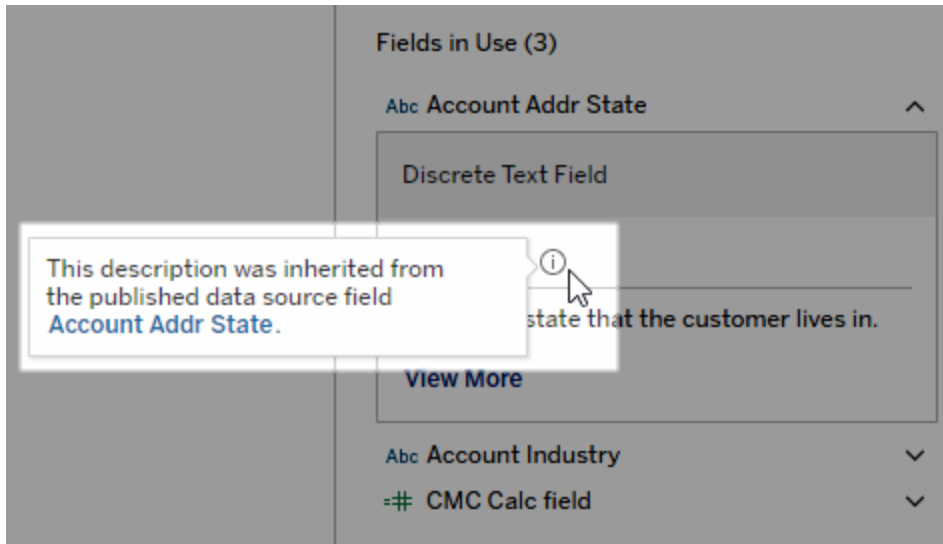 Fields in Use (3)
Abc Account Addr State
Discrete Text Field
This description was inherited from
the published data source field
Account Addr State.
state that the customer lives in.
View More
Abc Account Industry
=# CMC Calc field